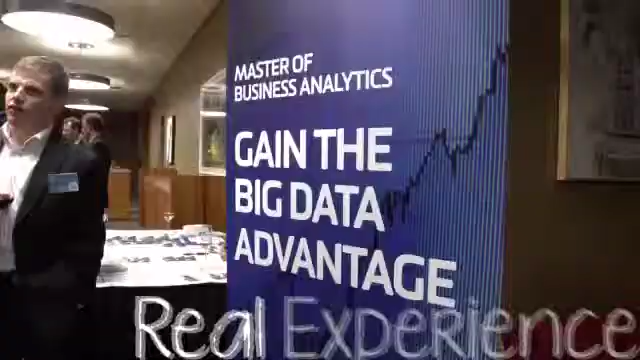 MASTER OF
BUSINESS ANALYTICS
GAIN THE
BIG DATA
ADVANTAGE
Real Experience